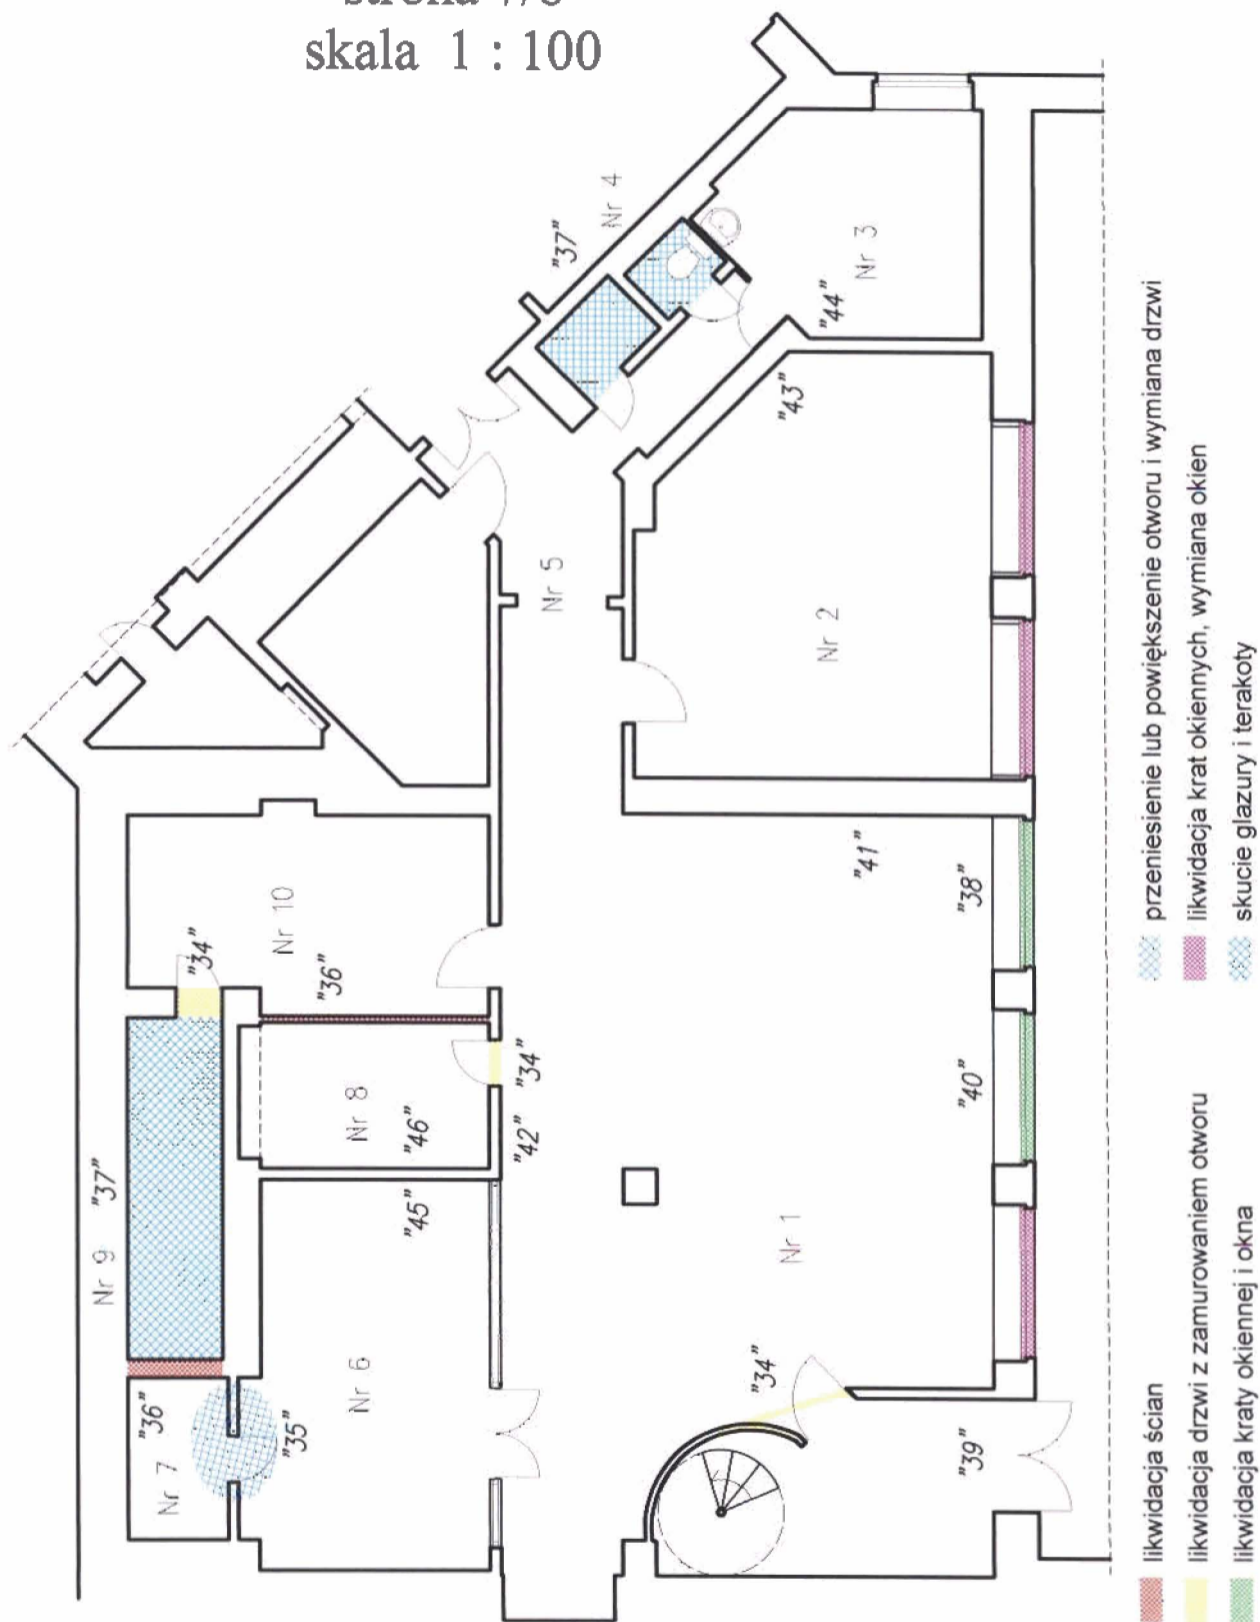 skala 1 : 100
Nr 4
"37"
Nr 3
"44"
"43"
Nr 5
Nr 2
Nr 10
"34"
"36"
"41"
"38"
Nr 8
"46"
"34"
"42"
"40"
Nr 9 "37"
"45"
Nr 1
Nr 6
"36"
Nr 7
"35"
"34"
"39"
likwidacja ścian
likwidacja drzwi z zamurowaniem otworu
likwidacja kraty okiennej i okna
przeniesienie lub powiększenie otworu i wymiana drzwi
likwidacja krat okiennych, wymiana okien
skucie glazury i terakoty